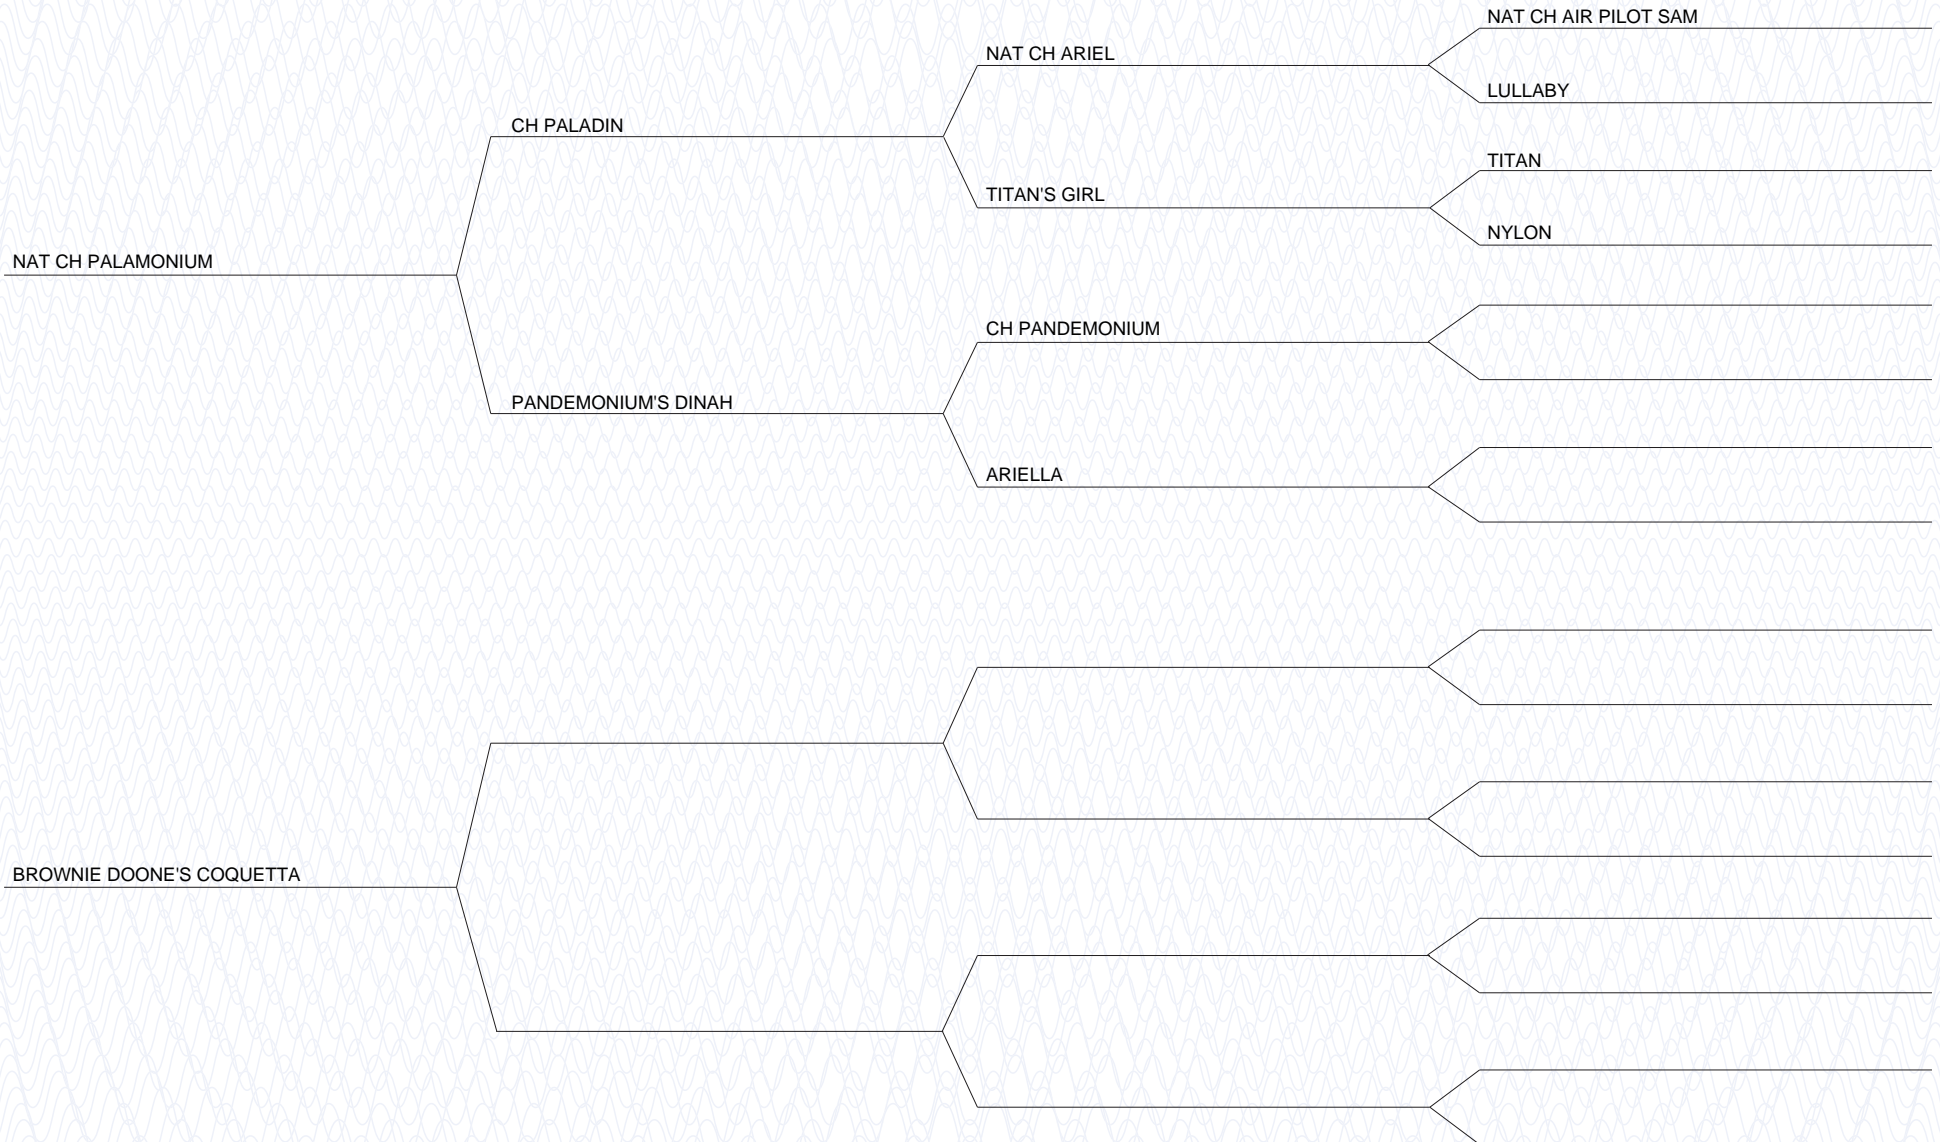 NAT CH AIR PILOT SAM
NAT CH ARIEL
LULLABY
CH PALADIN
TITAN
TITAN'S GIRL
NYLON
NAT CH PALAMONIUM
CH PANDEMONIUM
PANDEMONIUM'S DINAH
ARIELLA
BROWNIE DOONE'S COQUETTA